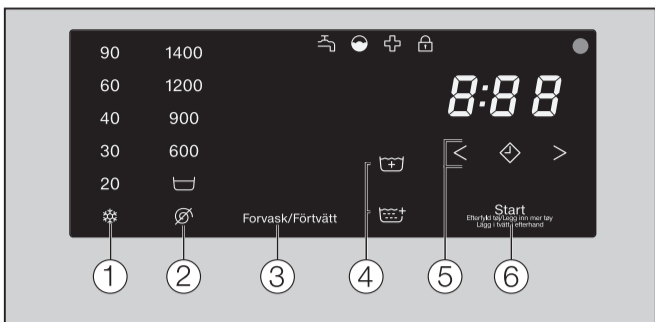 90 1400
60 1200
40 900
30 600
20
8:88
Forvask/Förtvätt
Start
Efterfyld tøj/Legg inn mer tøy
Lägg i tvätt i efterhand
1 2 3 4 5 6